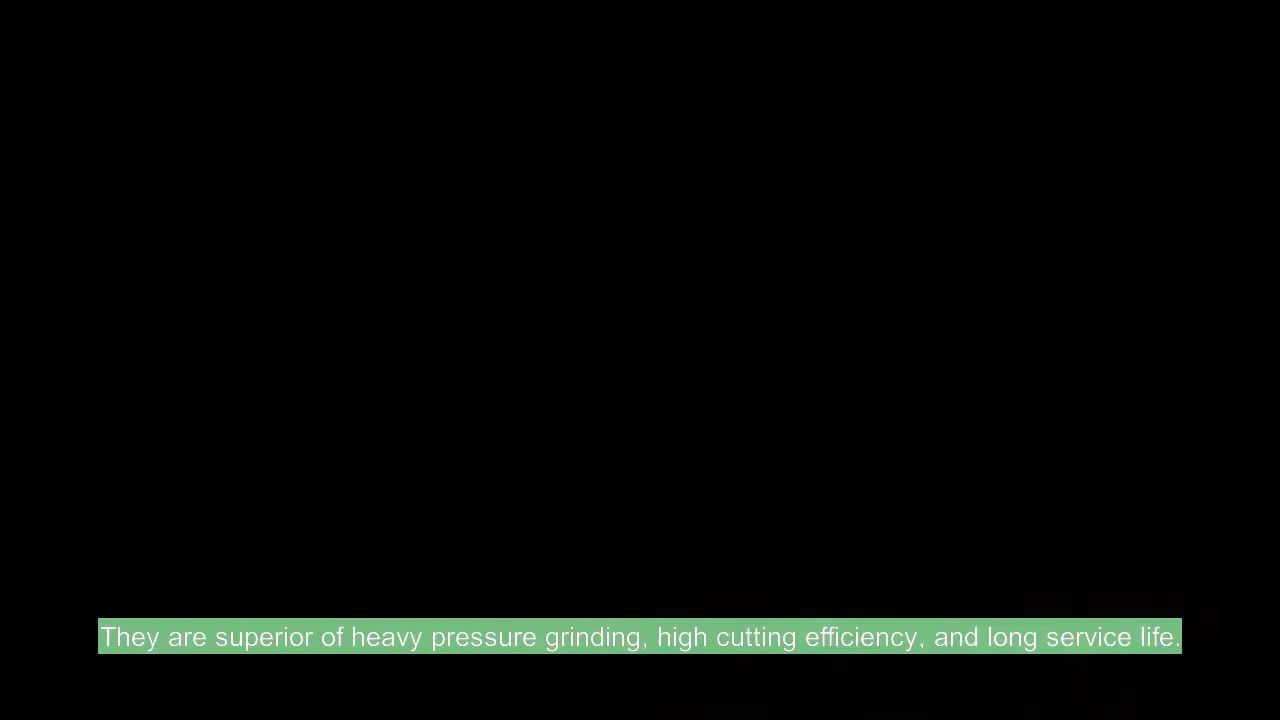 They are superior of heavy pressure grinding, high cutting efficiency, and long service life.